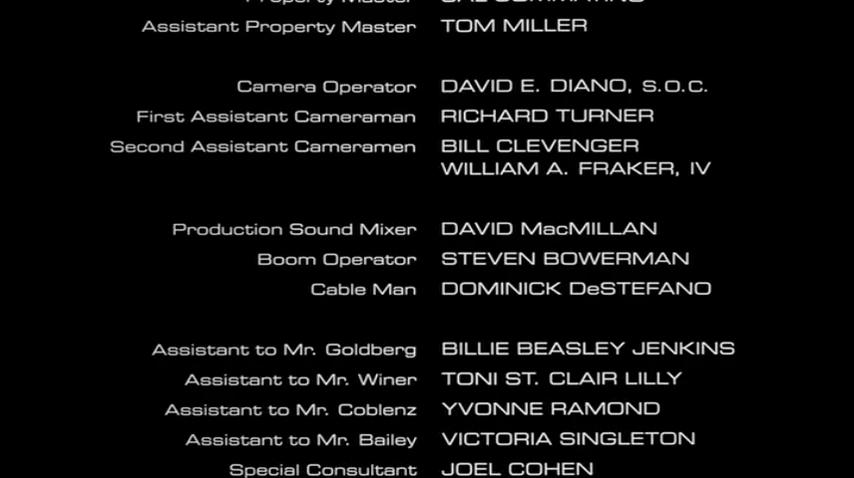 Assistant Property Master TOM MILLER
Camera Operator DAVID E. DIANO, S.O.C.
First Assistant Cameraman RICHARD TURNER
Second Assistant Cameramen BILL CLEVENGER
WILLIAM A. FRAKER, IV
Production Sound Mixer DAVID MacMILLAN
Boom Operator STEVEN BOWERMAN
Cable Man DOMINICK DeSTEFANO
Assistant to Mr. Goldberg BILLIE BEASLEY JENKINS
Assistant to Mr. Winer TONI ST. CLAIR LILLY
Assistant to Mr. Coblenz YVONNE RAMOND
Assistant to Mr. Bailey VICTORIA SINGLETON
Special Consultant JOEL COHEN